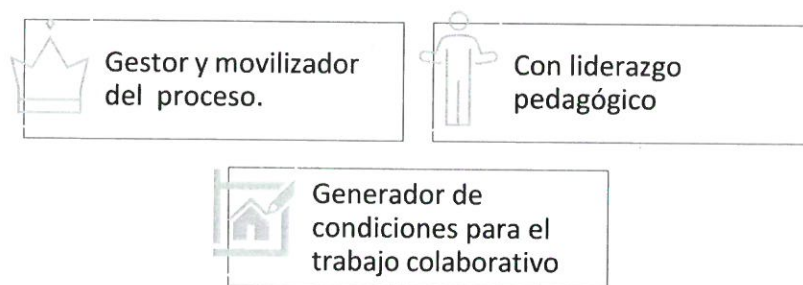 Gestor y movilizador
del proceso.
Con liderazgo
pedagógico
Generador de
condiciones para el
trabajo colaborativo